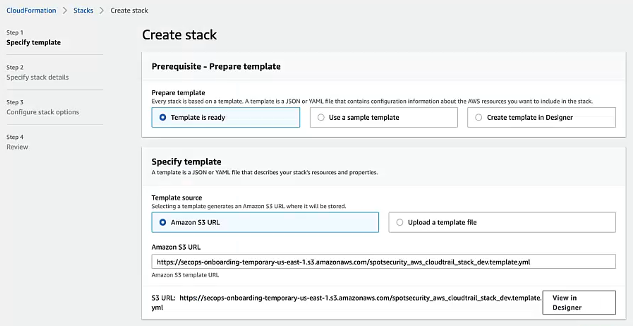 CloudFormation > Stacks > Create stack
Step 1
Specify template
Step 2
Specify stack details
Step 3
Configure stack options
Step 4
Review
Create stack
Prerequisite - Prepare template
Prepare template
Every stack is based on a template. A template is a JSON or YAML file that contains configuration information about the AWS resources you want to include in the stack.
Template is ready
Use a sample template
Create template in Designer
Specify template
A template is a JSON or YAML file that describes your stack's resources and properties.
Template source
Selecting a template generates an Amazon S3 URL where it will be stored.
Amazon S3 URL
Upload a template file
Amazon S3 URL
https://secops-onboarding-temporary-us-east-1.s3.amazonaws.com/spotsecurity_aws_cloudtrail_stack_dev.template.yml
Amazon S3 template URL
S3 URL: https://secops-onboarding-temporary-us-east-1.s3.amazonaws.com/spotsecurity_aws_cloudtrail_stack_dev.template.
yml
View in
Designer